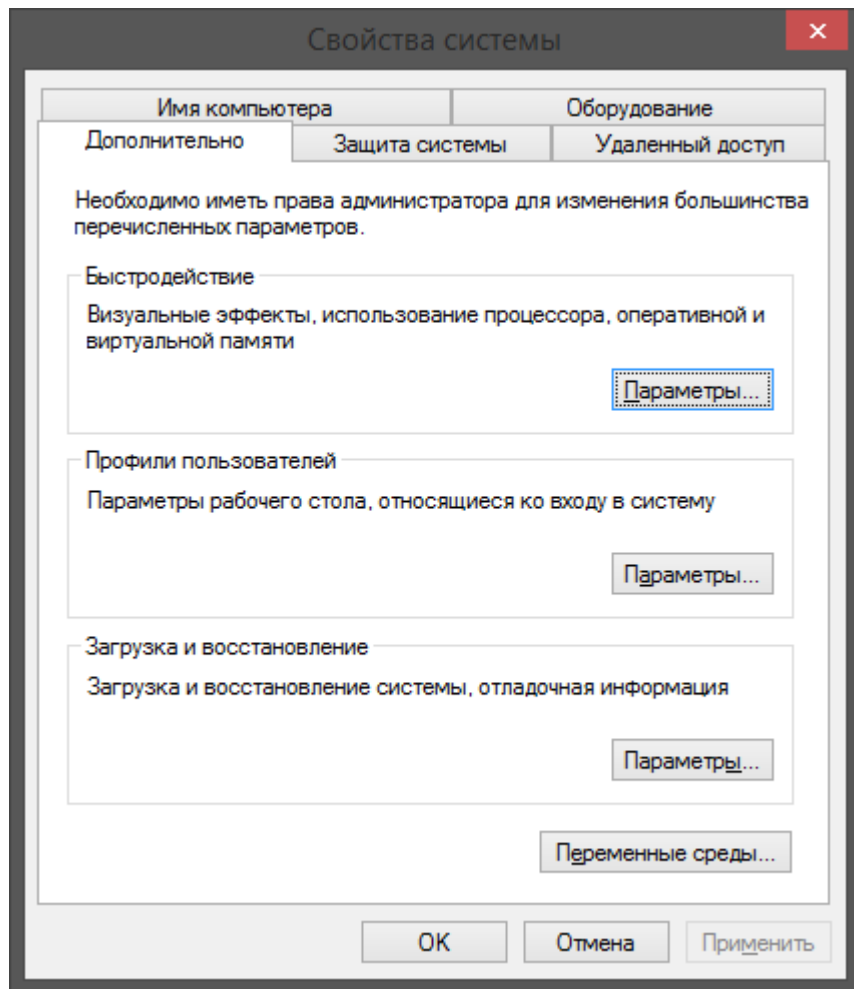 Свойства системы
Имя компьютера
Оборудование
Дополнительно
Защита системы
Удаленный доступ
Необходимо иметь права администратора для изменения большинства
перечисленных параметров.
Быстродействие
Визуальные эффекты, использование процессора, оперативной и
виртуальной памяти
Параметры...
Профили пользователей
Параметры рабочего стола, относящиеся ко входу в систему
Параметры...
Загрузка и восстановление
Загрузка и восстановление системы, отладочная информация
Параметры...
Переменные среды...
ОК
Отмена
Применить